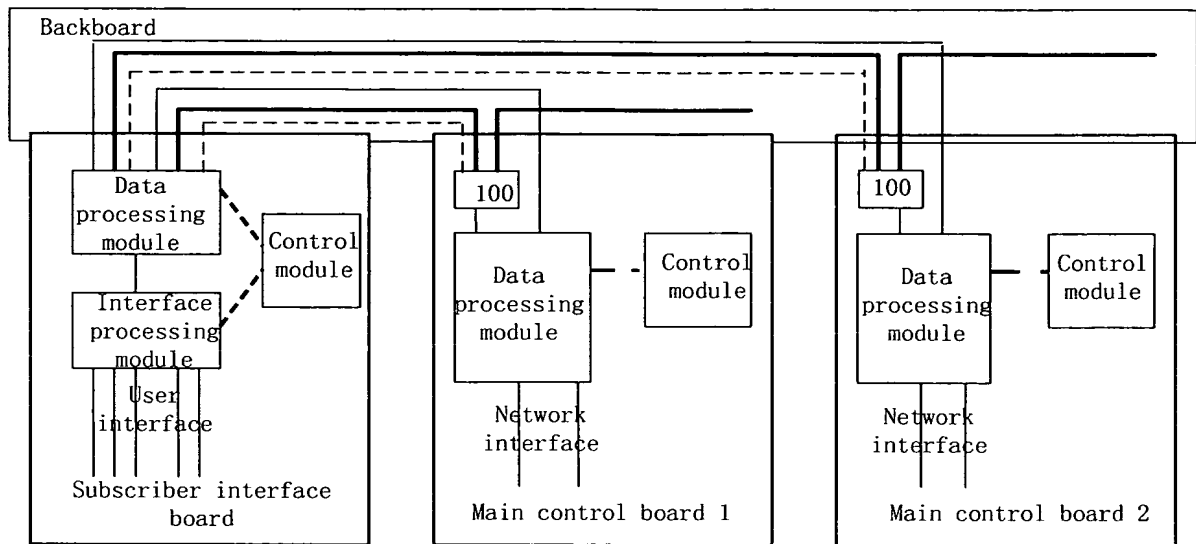 Backboard
Data
processing
module
Control
module
Interface
processing
module
User
interface
Subscriber interface
board
100
Data
processing
module
Control
module
Network
interface
Main control board 1
100
Data
processing
module
Control
module
Network
interface
Main control board 2